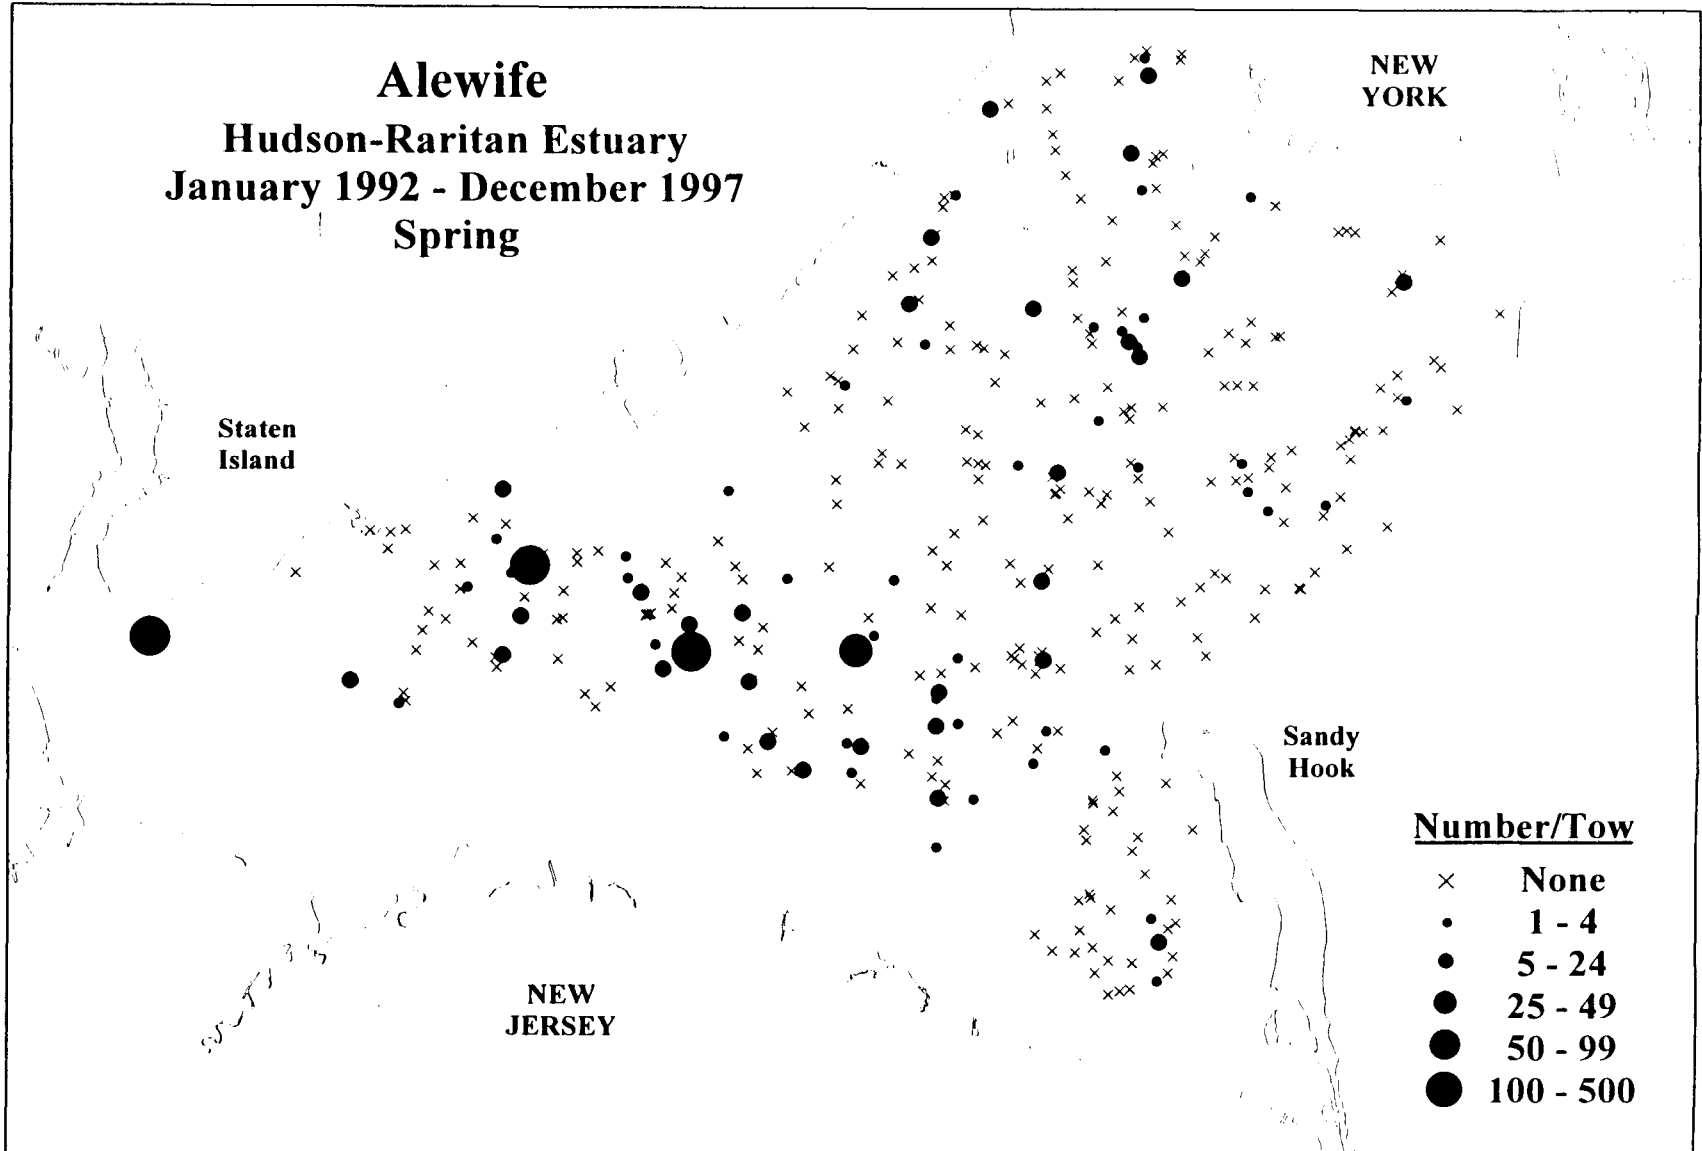 Alewife
Hudson-Raritan Estuary
January 1992 - December 1997
Spring
NEW
YORK
Staten
Island
Sandy
Hook
NEW
JERSEY
Number/Tow
None
1 - 4
5 - 24
25 - 49
50 - 99
100 - 500